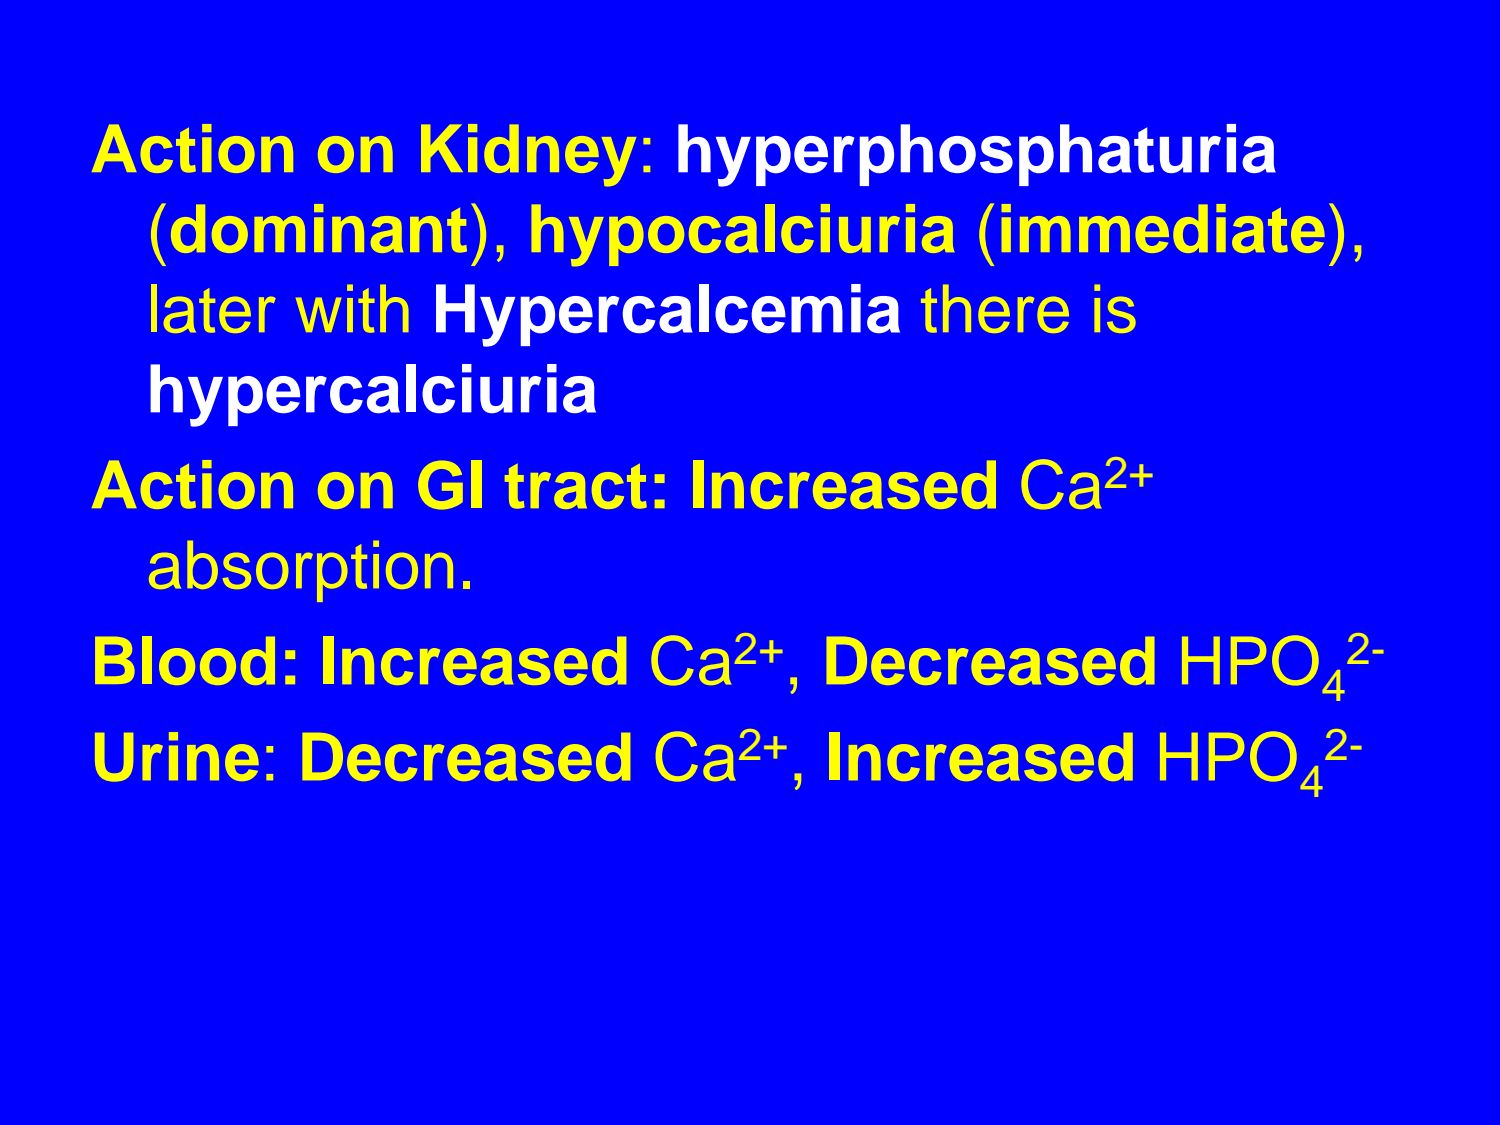 Action on Kidney: hyperphosphaturia
(dominant), hypocalciuria (immediate),
later with Hypercalcemia there is
hypercalciuria
Action on GI tract: Increased Ca²⁺
absorption.
Blood: Increased Ca²⁺, Decreased HPO₄²⁻
Urine: Decreased Ca²⁺, Increased HPO₄²⁻